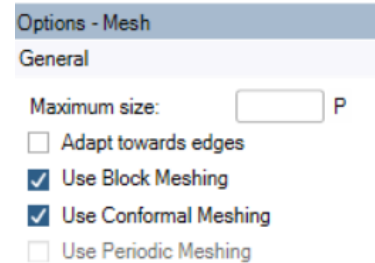 Options - Mesh
General
Maximum size: P
Adapt towards edges
Use Block Meshing
Use Conformal Meshing
Use Periodic Meshing